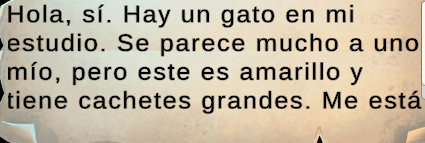 Hola, sí. Hay un gato en mi
estudio. Se parece mucho a uno
mío, pero este es amarillo y
tiene cachetes grandes. Me está